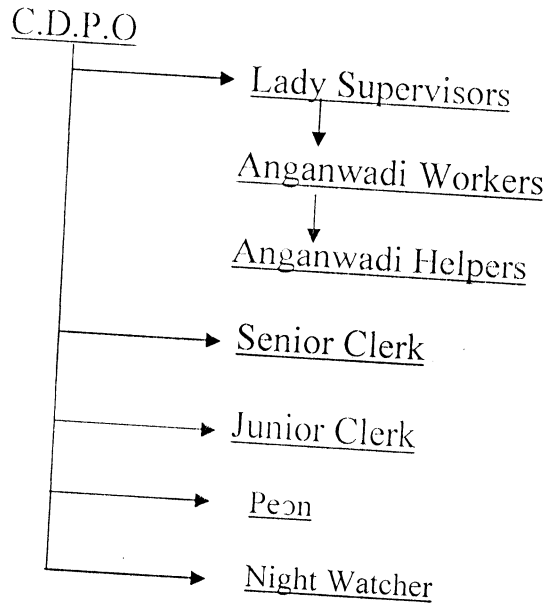 C.D.P.O
Lady Supervisors
Anganwadi Workers
Anganwadi Helpers
Senior Clerk
Junior Clerk
Peon
Night Watcher